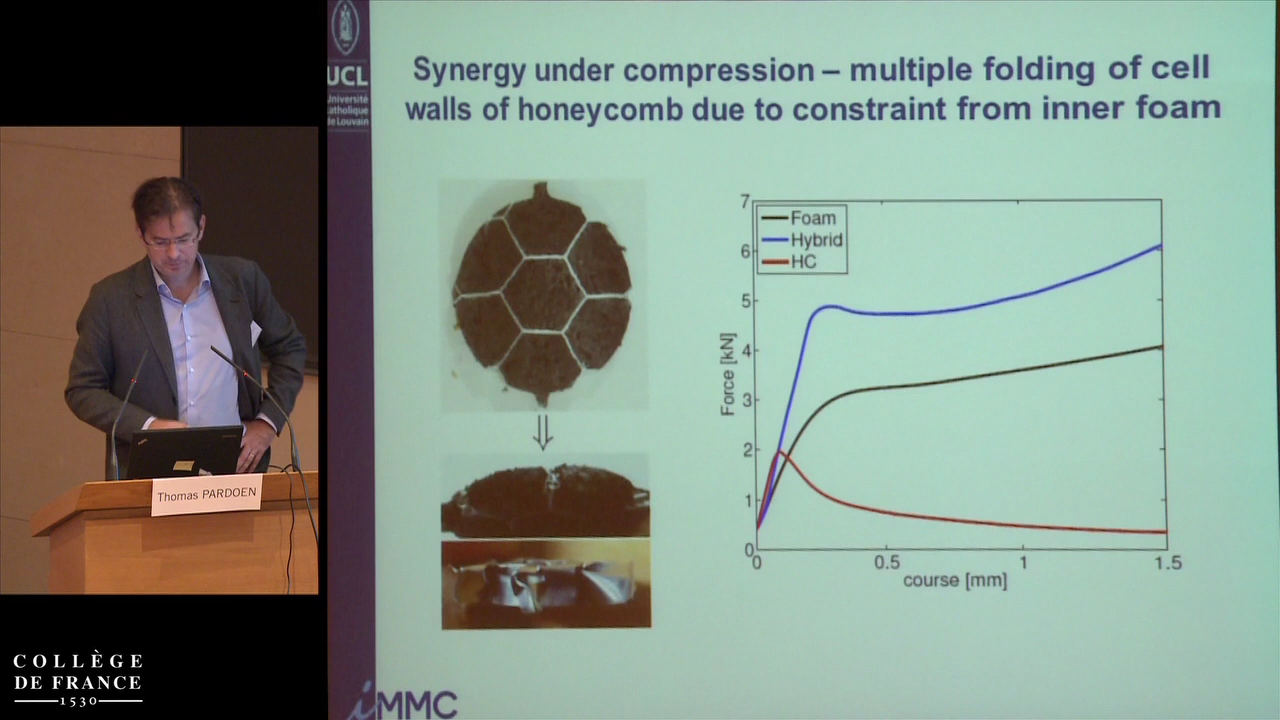 UCL
Université
catholique
de Louvain
Synergy under compression – multiple folding of cell
walls of honeycomb due to constraint from inner foam
7
6
5
4
3
2
1
0
Force [kN]
Foam
Hybrid
HC
0 0.5 1 1.5
course [mm]
Thomas PARDOEN
COLLÈGE
DE FRANCE
1530
iMMC